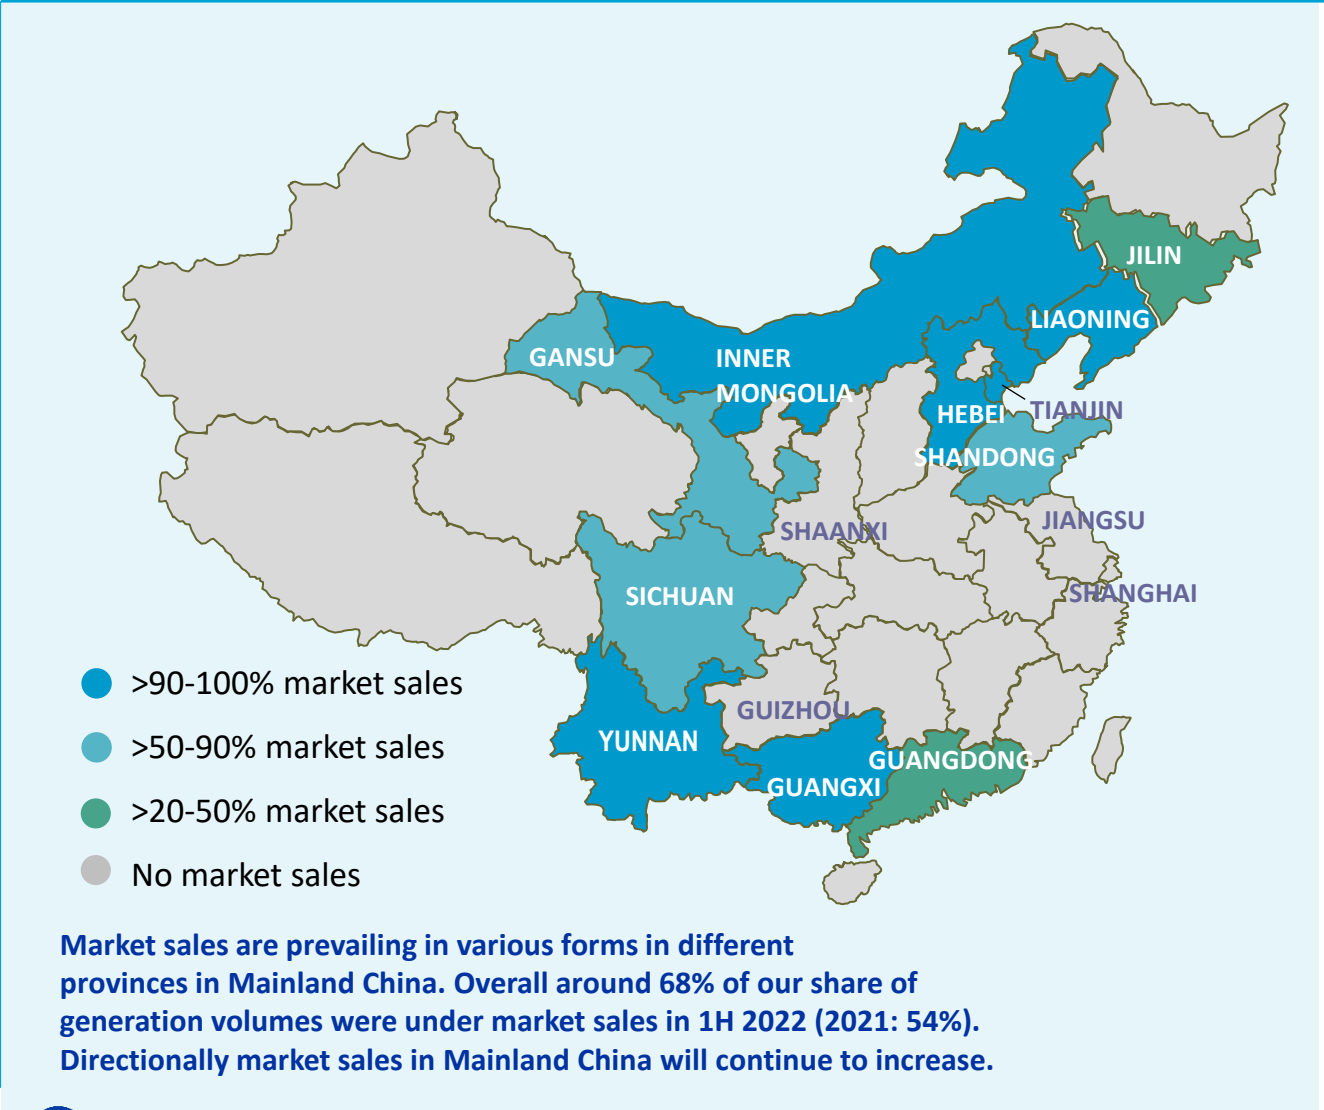 JILIN
LIAONING
GANSU
INNER
MONGOLIA
TIANJIN
HEBEI
SHANDONG
JIANGSU
SHAANXI
SHANGHAI
SICHUAN
GUIZHOU
YUNNAN
GUANGDONG
GUANGXI
>90-100% market sales
>50-90% market sales
>20-50% market sales
No market sales
Market sales are prevailing in various forms in different
provinces in Mainland China. Overall around 68% of our share of
generation volumes were under market sales in 1H 2022 (2021: 54%).
Directionally market sales in Mainland China will continue to increase.